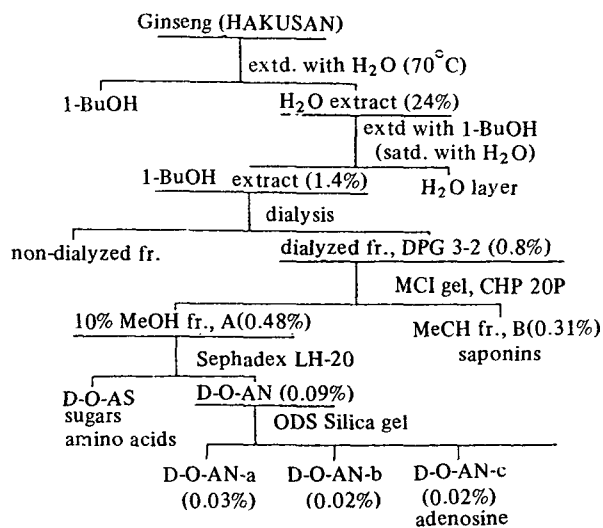 Ginseng (HAKUSAN)
extd. with H₂O (70°C)
1-BuOH
H₂O extract (24%)
extd with 1-BuOH
(satd. with H₂O)
1-BuOH extract (1.4%)
H₂O layer
dialysis
non-dialyzed fr.
dialyzed fr., DPG 3-2 (0.8%)
MCI gel, CHP 20P
10% MeOH fr., A(0.48%)
MeCH fr., B(0.31%)
saponins
Sephadex LH-20
D-O-AS
sugars
amino acids
D-O-AN (0.09%)
ODS Silica gel
D-O-AN-a
(0.03%)
D-O-AN-b
(0.02%)
D-O-AN-c
(0.02%)
adenosine